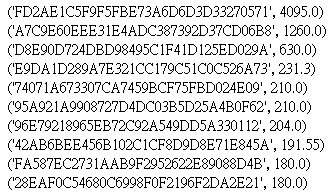 ('FD2AE1C5F9F5FBE73A6D6D3D33270571', 4095.0)
('A7C9E60EEE31E4ADC387392D37CD06B8', 1260.0)
('D8E90D724DBD98495C1F41D125ED029A', 630.0)
('E9DA1D289A7E321CC179C51C0C526A73', 231.3)
('74071A673307CA7459BCF75FBD024E09', 210.0)
('95A921A9908727D4DC03B5D25A4B0F62', 210.0)
('96E79218965EB72C92A549DD5A330112', 204.0)
('42AB6BEE456B102C1CF8D9D8E71E845A', 191.55)
('FA587EC2731AAB9F2952622E89088D4B', 180.0)
('28EAF0C54680C6998F0F2196F2DA2E21', 180.0)